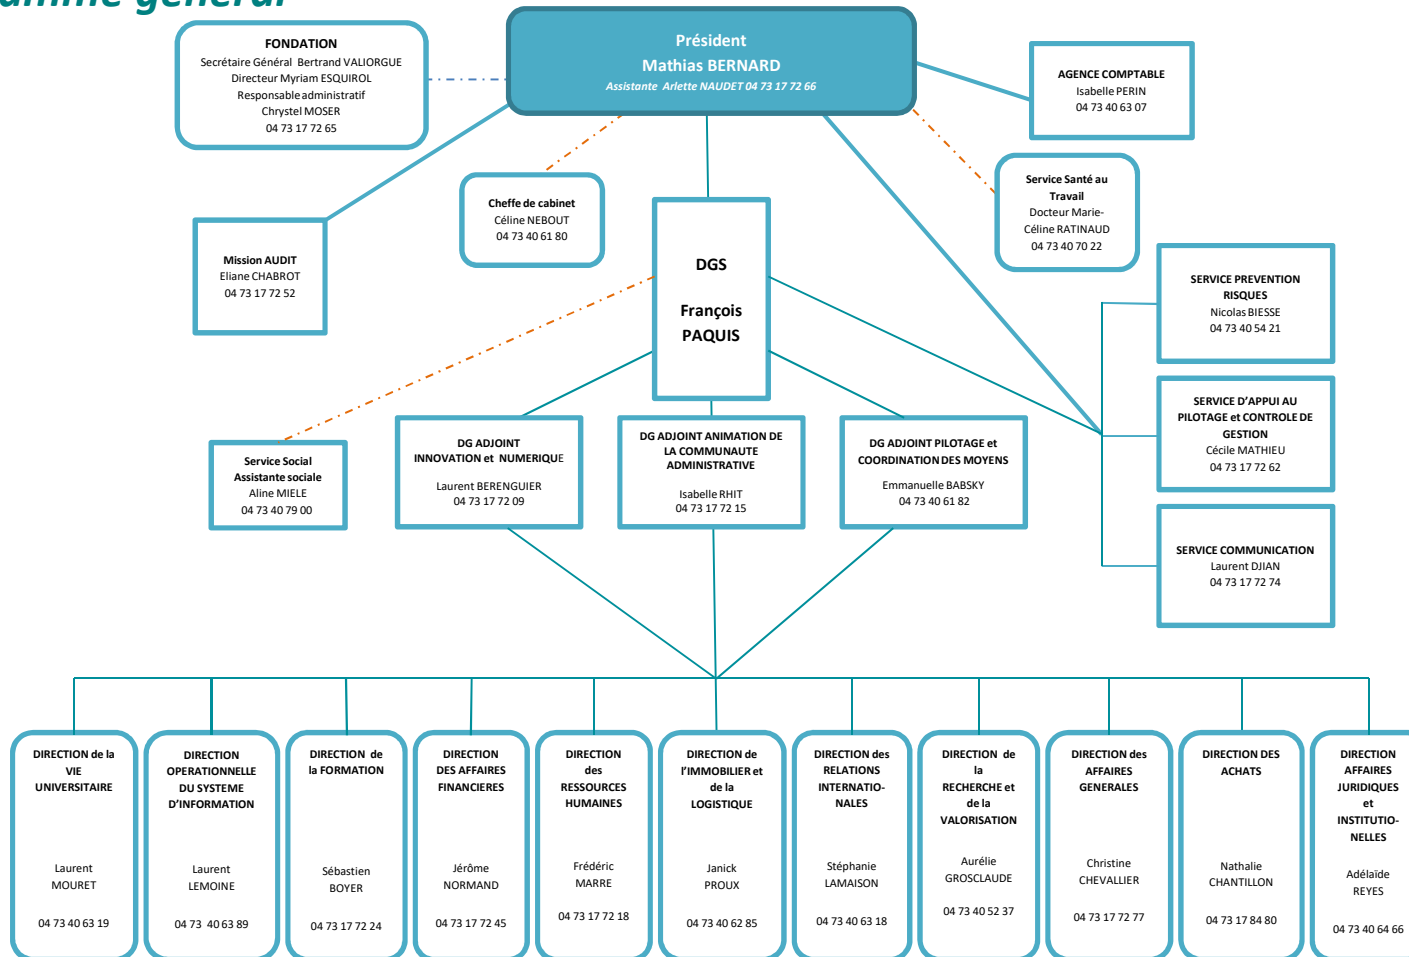 général
FONDATION
Secrétaire Général Bertrand VALIORGUE
Directeur Myriam ESQUIROL
Responsable administratif
Chrystel MOSER
04 73 17 72 65
Président
Mathias BERNARD
Assistante Arlette NAUDET 04 73 17 72 66
AGENCE COMPTABLE
Isabelle PERIN
04 73 40 63 07
Cheffe de cabinet
Céline NEBOUT
04 73 40 61 80
Service Santé au
Travail
Docteur Marie-
Céline RATINAUD
04 73 40 70 22
Mission AUDIT
Eliane CHABROT
04 73 17 72 52
DGS
François
PAQUIS
SERVICE PREVENTION
RISQUES
Nicolas BIESSE
04 73 40 54 21
SERVICE D'APPUI AU
PILOTAGE et CONTROLE DE
GESTION
Cécile MATHIEU
04 73 17 72 62
SERVICE COMMUNICATION
Laurent DJIAN
04 73 17 72 74
Service Social
Assistante sociale
Aline MIELE
04 73 40 79 00
DG ADJOINT
INNOVATION et NUMERIQUE
Laurent BERENGUIER
04 73 17 72 09
DG ADJOINT ANIMATION DE
LA COMMUNAUTE
ADMINISTRATIVE
Isabelle RHIT
04 73 17 72 15
DG ADJOINT PILOTAGE et
COORDINATION DES MOYENS
Emmanuelle BABSKY
04 73 40 61 82
DIRECTION de la
VIE
UNIVERSITAIRE
Laurent
MOURET
04 73 40 63 19
DIRECTION
OPERATIONNELLE
DU SYSTEME
D'INFORMATION
Laurent
LEMOINE
04 73 40 63 89
DIRECTION de
la FORMATION
Sébastien
BOYER
04 73 17 72 24
DIRECTION
DES AFFAIRES
FINANCIERES
Jérôme
NORMAND
04 73 17 72 45
DIRECTION
des
RESSOURCES
HUMAINES
Frédéric
MARRE
04 73 17 72 18
DIRECTION de
l'IMMOBILIER et
de la
LOGISTIQUE
Janick
PROUX
04 73 40 62 85
DIRECTION des
RELATIONS
INTERNATIO-
NALES
Stéphanie
LAMAISON
04 73 40 63 18
DIRECTION de
la
RECHERCHE et
de la
VALORISATION
Aurélie
GROSCLAUDE
04 73 40 52 37
DIRECTION des
AFFAIRES
GENERALES
Christine
CHEVALLIER
04 73 17 72 77
DIRECTION DES
ACHATS
Nathalie
CHANTILLON
04 73 17 84 80
DIRECTION
AFFAIRES
JURIDIQUES
et
INSTITUTIO-
NELLES
Adélaïde
REYES
04 73 40 64 66